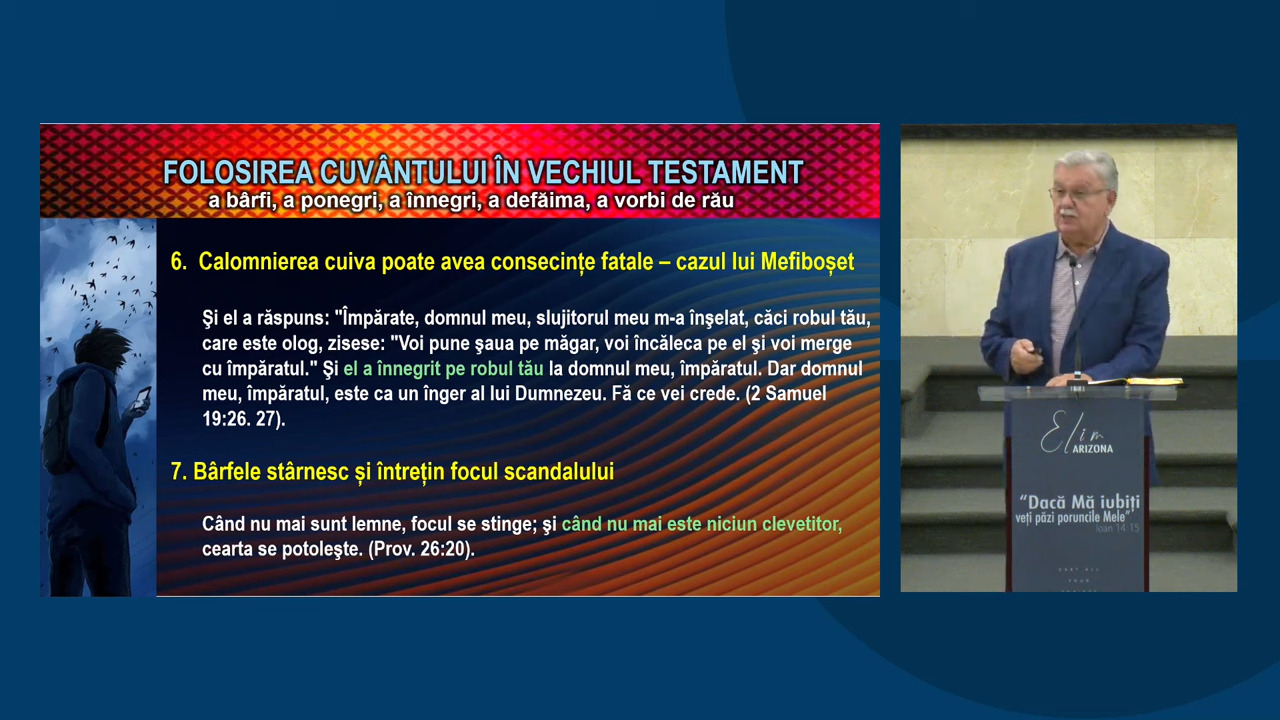 FOLOSIREA CUVÂNTULUI ÎN VECHIUL TESTAMENT
a bârfi, a ponegri, a înnegri, a defăima, a vorbi de rău
6. Calomnierea cuiva poate avea consecințe fatale – cazul lui Mefiboșet
Şi el a răspuns: "Împărate, domnul meu, slujitorul meu m-a înşelat, căci robul tău,
care este olog, zisese: "Voi pune şaua pe măgar, voi încăleca pe el şi voi merge
cu împăratul." Şi el a înnegrit pe robul tău la domnul meu, împăratul. Dar domnul
meu, împăratul, este ca un înger al lui Dumnezeu. Fă ce vei crede. (2 Samuel
19:26. 27).
7. Bârfele stârnesc și întrețin focul scandalului
Când nu mai sunt lemne, focul se stinge; şi când nu mai este niciun clevetitor,
cearta se potoleşte. (Prov. 26:20).
Elim
ARIZONA
“Dacă Mă iubiți
veți păzi poruncile Mele”
Ioan 14:15